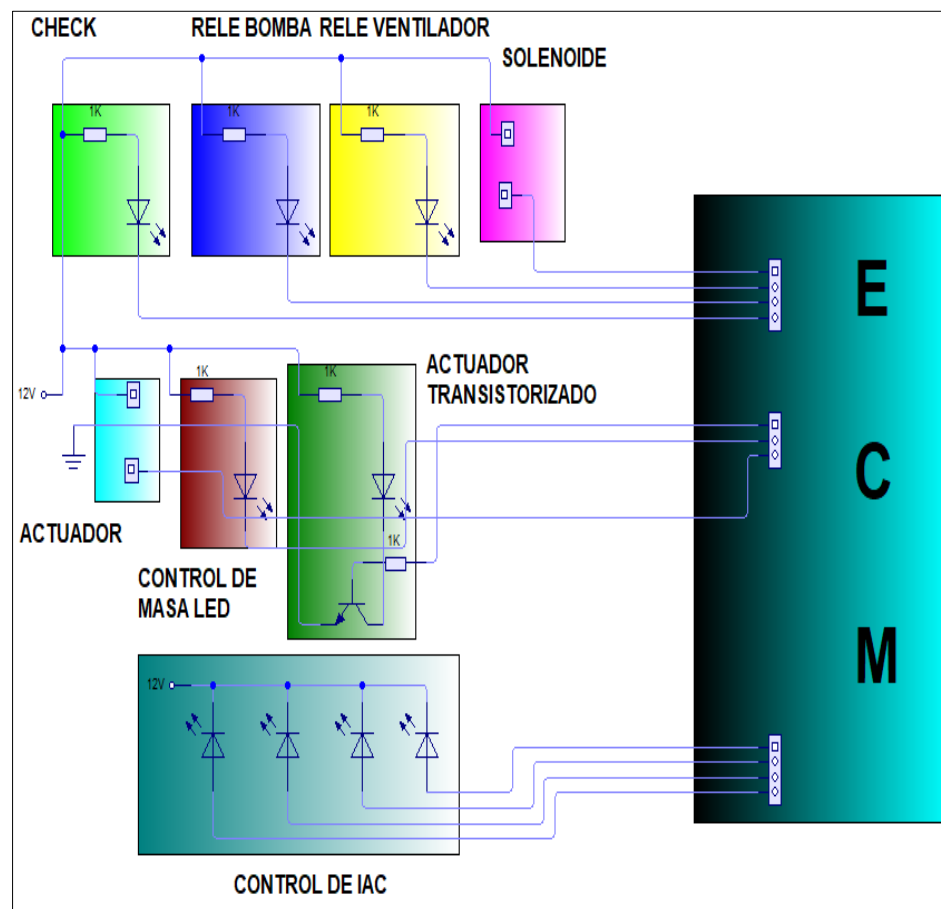 CHECK
RELE BOMBA
RELE VENTILADOR
SOLENOIDE
1K
1K
1K
E
12V
1K
1K
ACTUADOR
TRANSISTORIZADO
C
ACTUADOR
1K
CONTROL DE
MASA LED
M
12V
CONTROL DE IAC